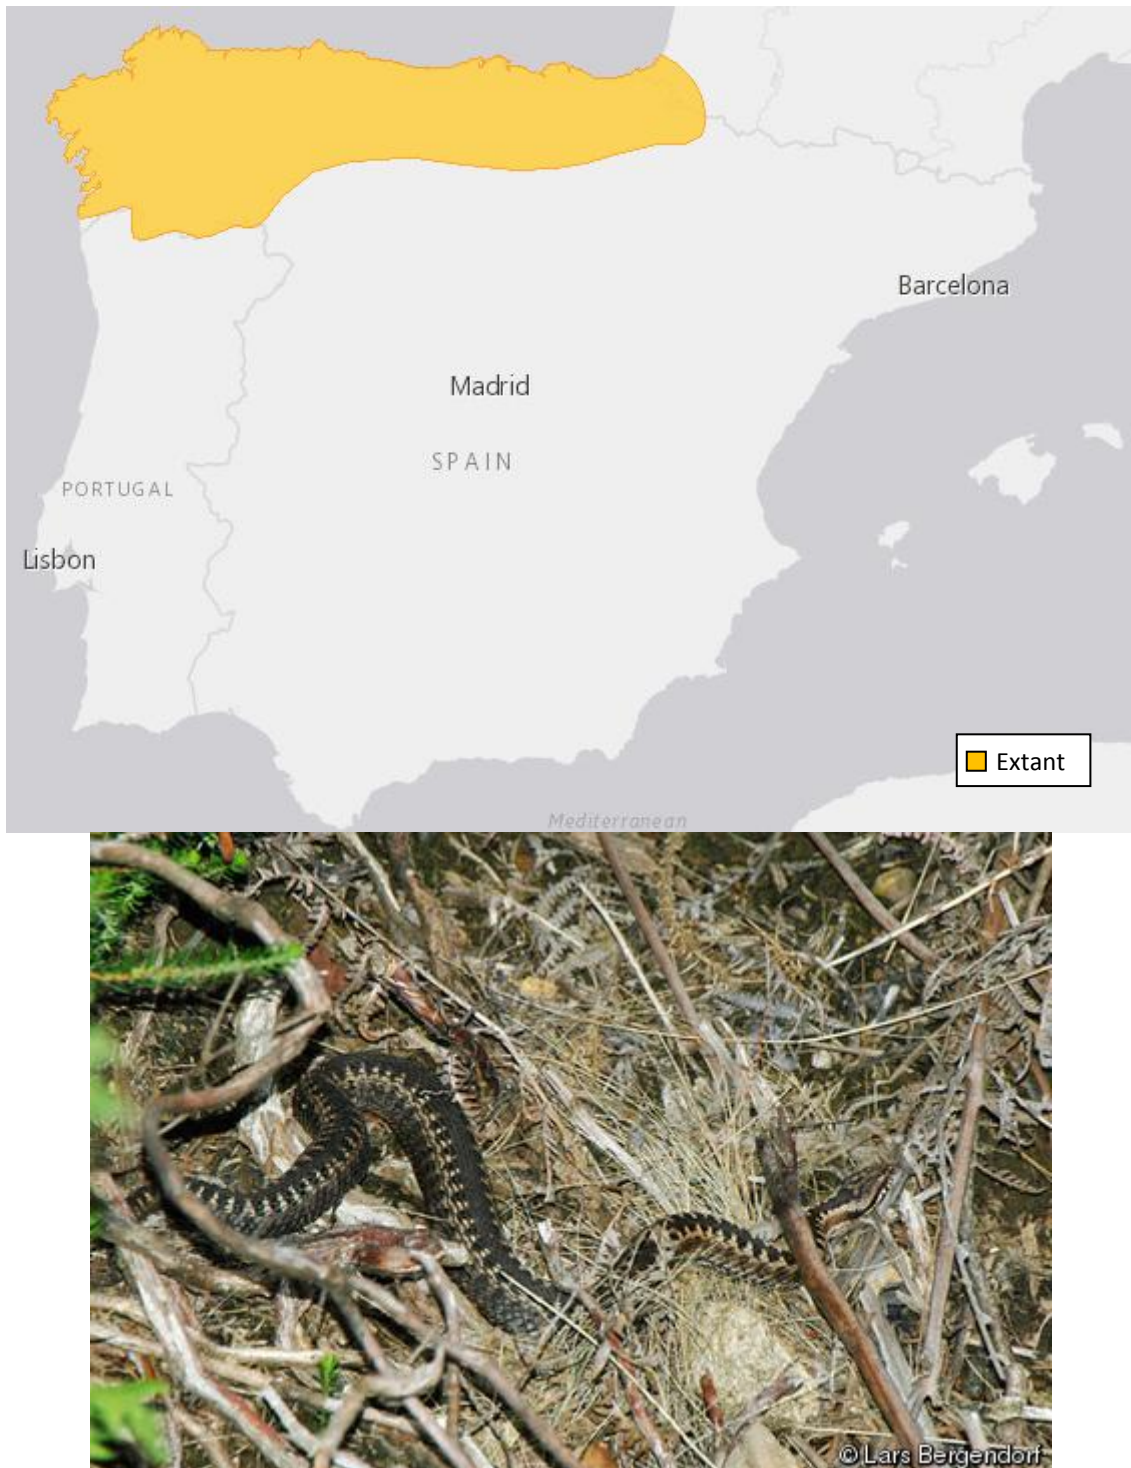 Barcelona
Madrid
SPAIN
PORTUGAL
Lisbon
Extant
Mediterranean
© Lars Bergendorf